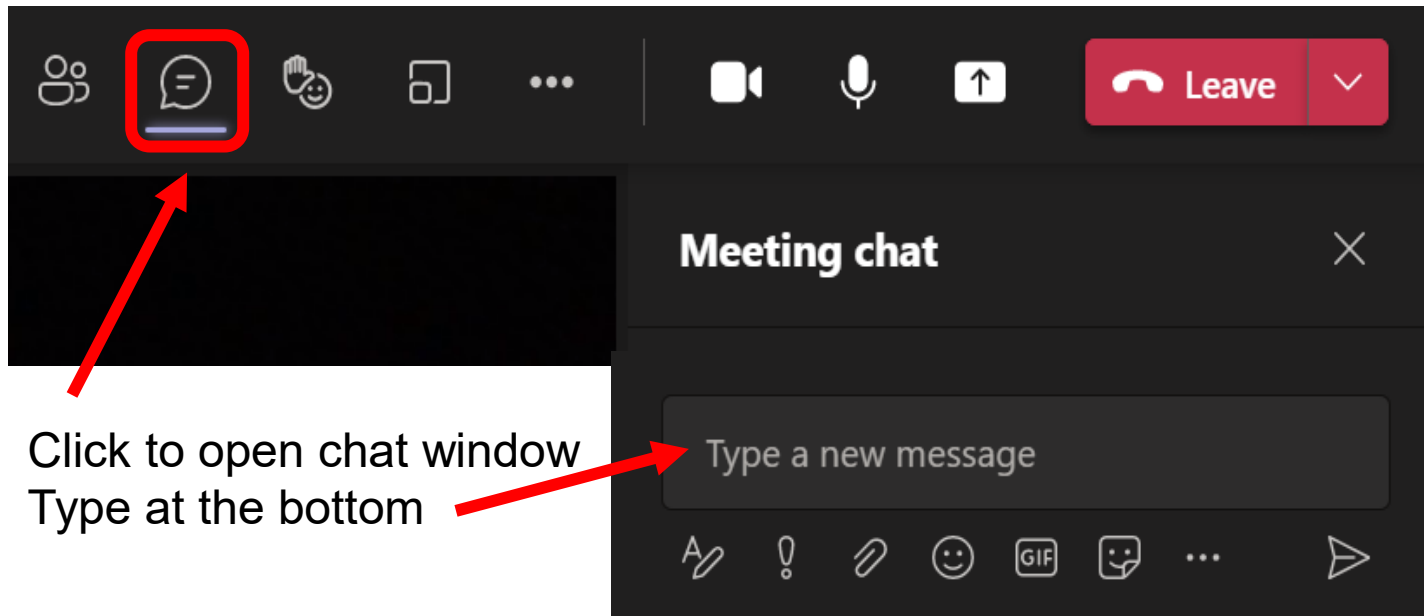 Leave
Meeting chat
Click to open chat window
Type at the bottom
Type a new message
GIF